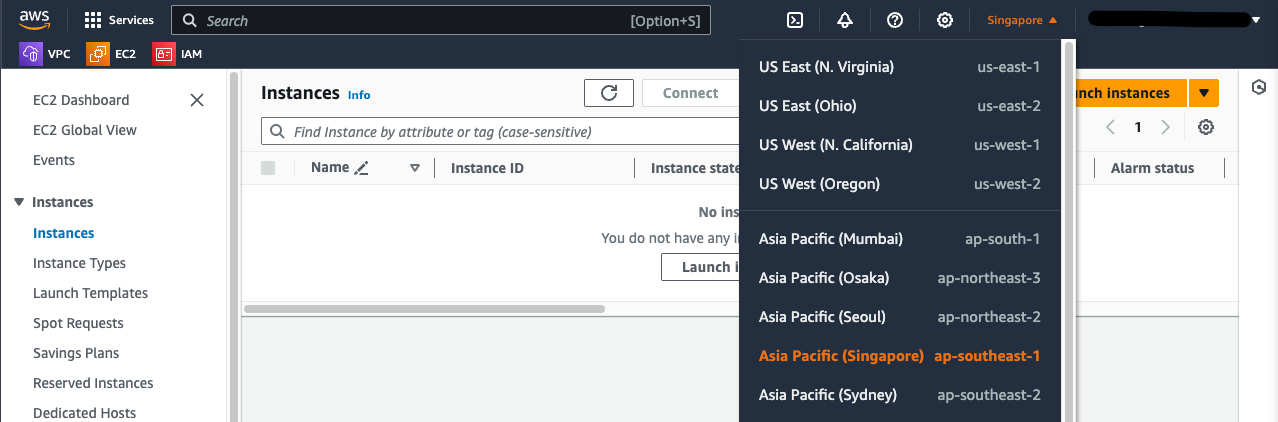 aws
Services
Search
[Option+S]
Singapore
VPC
EC2
IAM
EC2 Dashboard
EC2 Global View
Events
Instances
Instances
Instance Types
Launch Templates
Spot Requests
Savings Plans
Reserved Instances
Dedicated Hosts
Instances Info
Connect
instances
1
Find Instance by attribute or tag (case-sensitive)
Name
Instance ID
Instance state
Alarm status
No
You do not have any
Launch
US East (N. Virginia) us-east-1
US East (Ohio) us-east-2
US West (N. California) us-west-1
US West (Oregon) us-west-2
Asia Pacific (Mumbai) ap-south-1
Asia Pacific (Osaka) ap-northeast-3
Asia Pacific (Seoul) ap-northeast-2
Asia Pacific (Singapore) ap-southeast-1
Asia Pacific (Sydney) ap-southeast-2